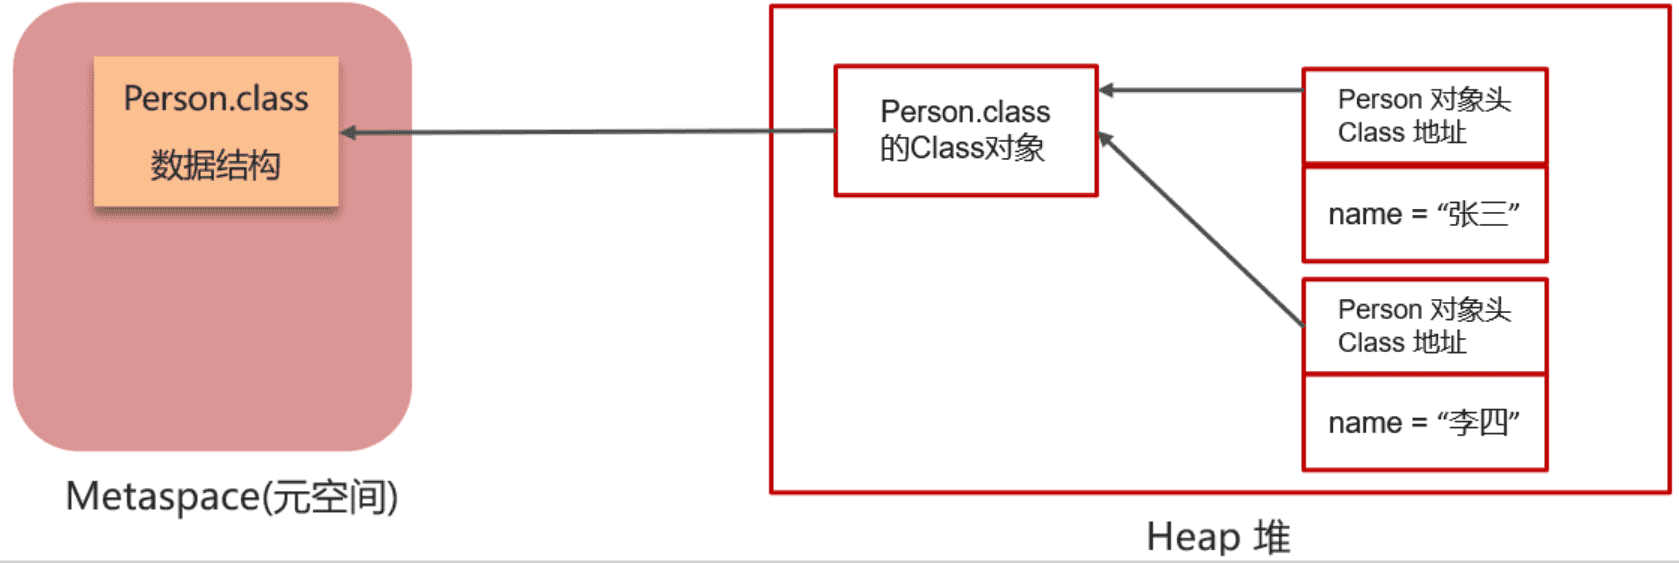 Person.class
数据结构
Metaspace(元空间)
Person.class
的Class对象
Person 对象头
Class 地址
name = “张三”
Person 对象头
Class 地址
name = “李四”
Heap 堆